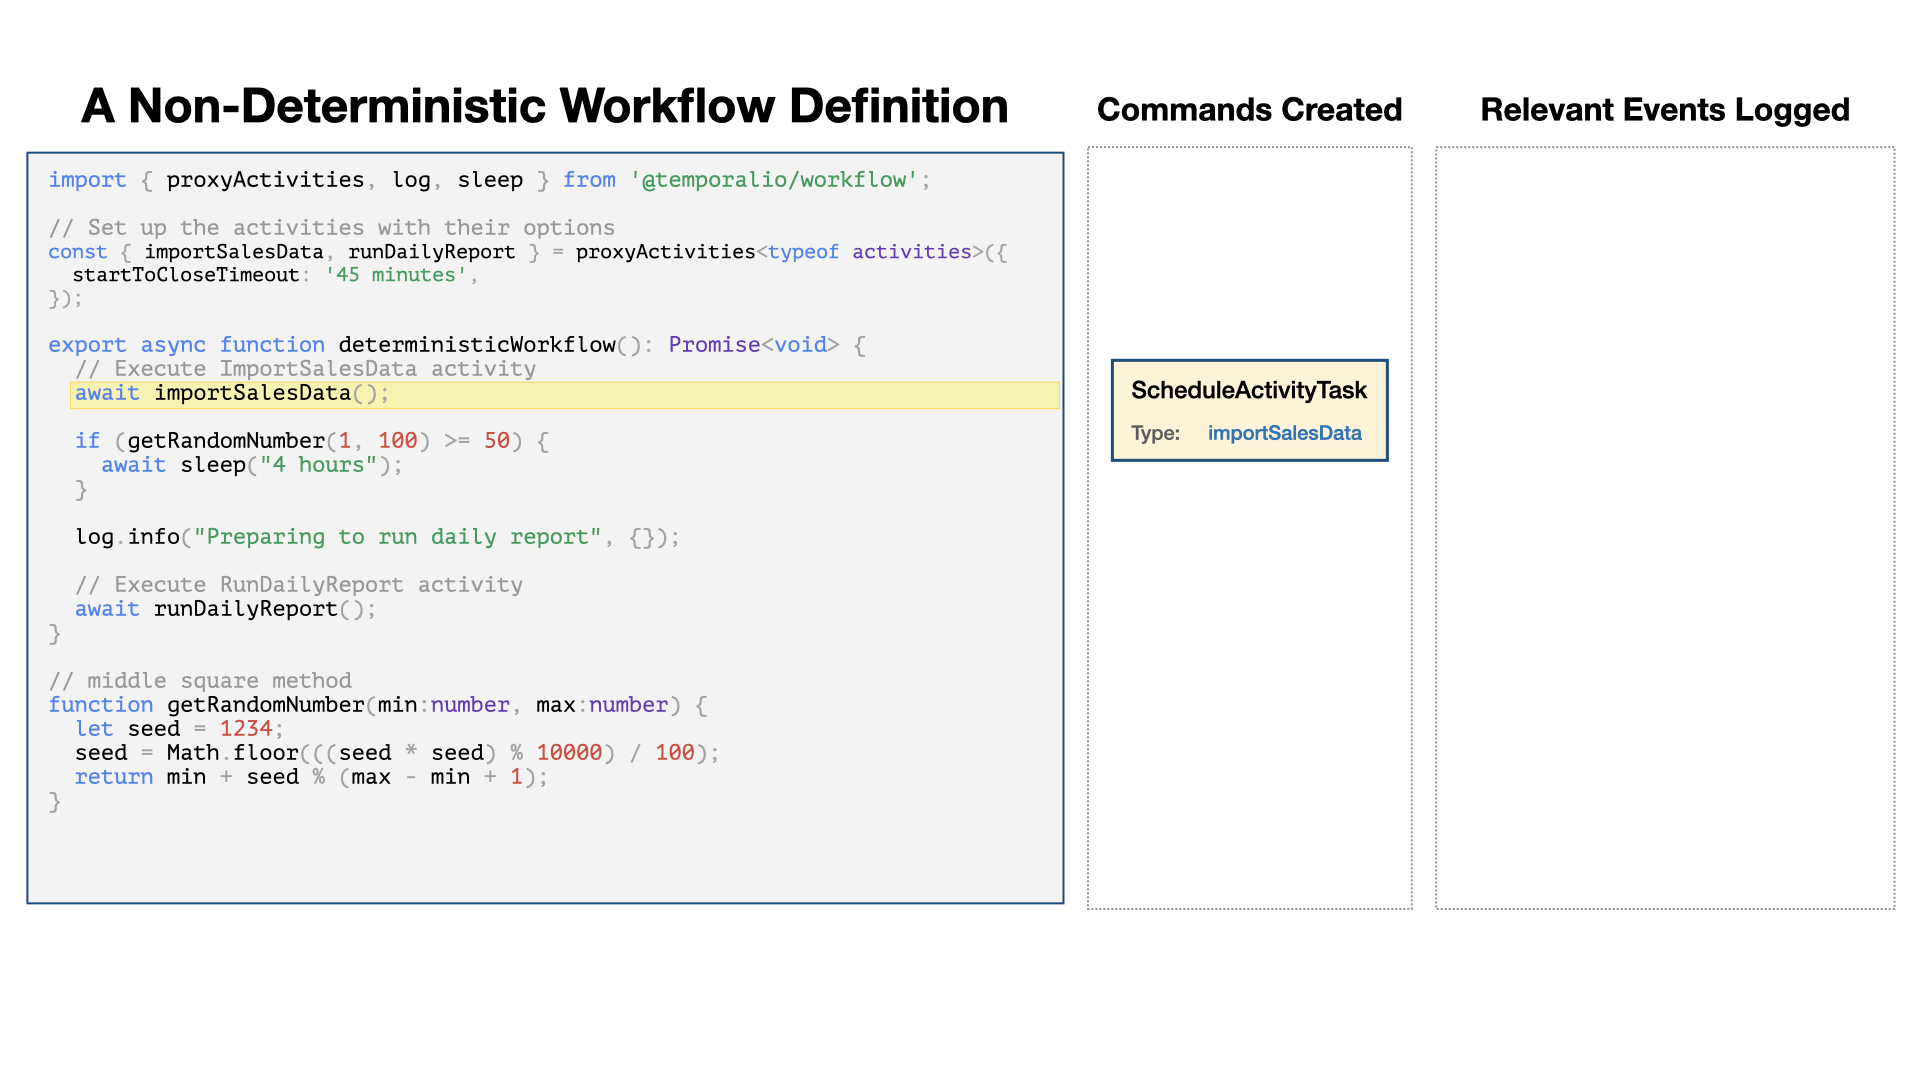 A Non-Deterministic Workflow Definition
import { proxyActivities, log, sleep } from '@temporalio/workflow';
// Set up the activities with their options
const { importSalesData, runDailyReport } = proxyActivities<typeof activities>({
  startToCloseTimeout: '45 minutes',
});
export async function deterministicWorkflow(): Promise<void> {
  // Execute ImportSalesData activity
  await importSalesData();
  if (getRandomNumber(1, 100) >= 50) {
    await sleep("4 hours");
  }
  log.info("Preparing to run daily report", {});
  // Execute RunDailyReport activity
  await runDailyReport();
}
// middle square method
function getRandomNumber(min:number, max:number) {
  let seed = 1234;
  seed = Math.floor(((seed * seed) % 10000) / 100);
  return min + seed % (max - min + 1);
}
Commands Created
ScheduleActivityTask
Type: importSalesData
Relevant Events Logged